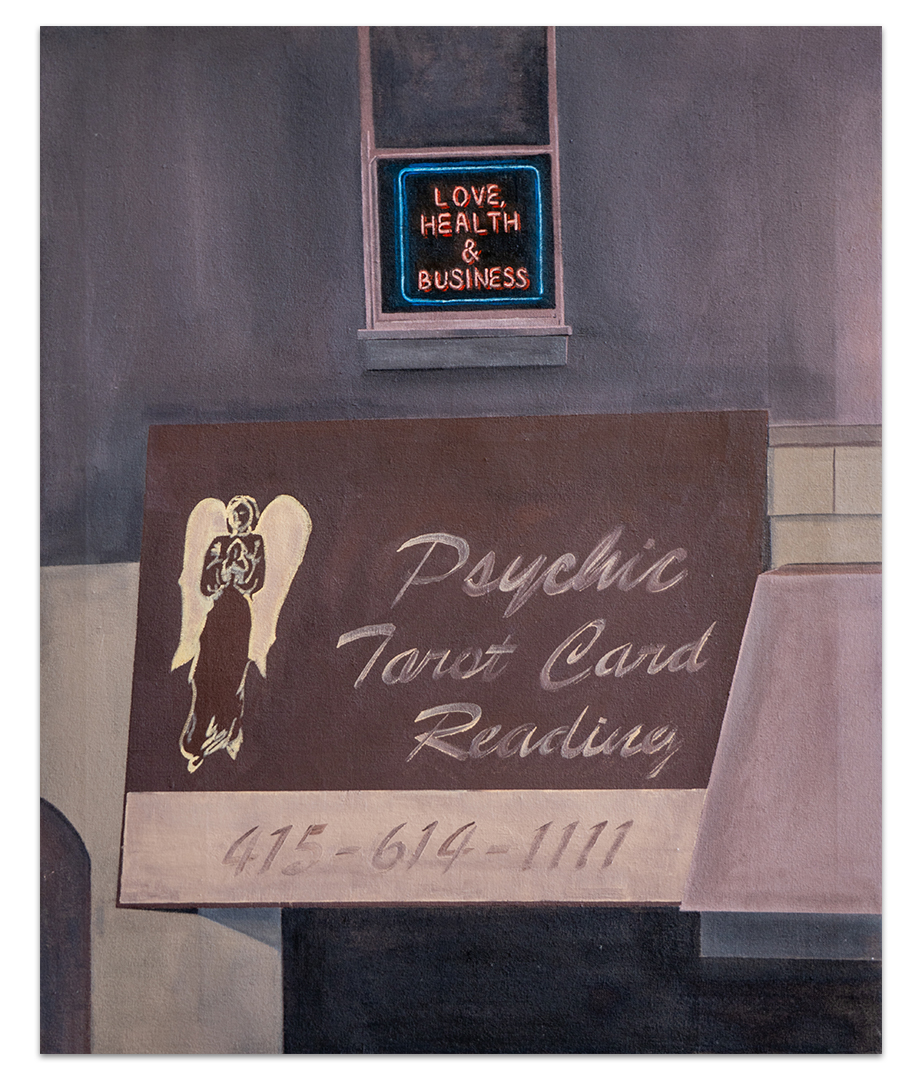 LOVE,
HEALTH
&
BUSINESS
Psychic
Tarot Card
Reading
415-614-1111